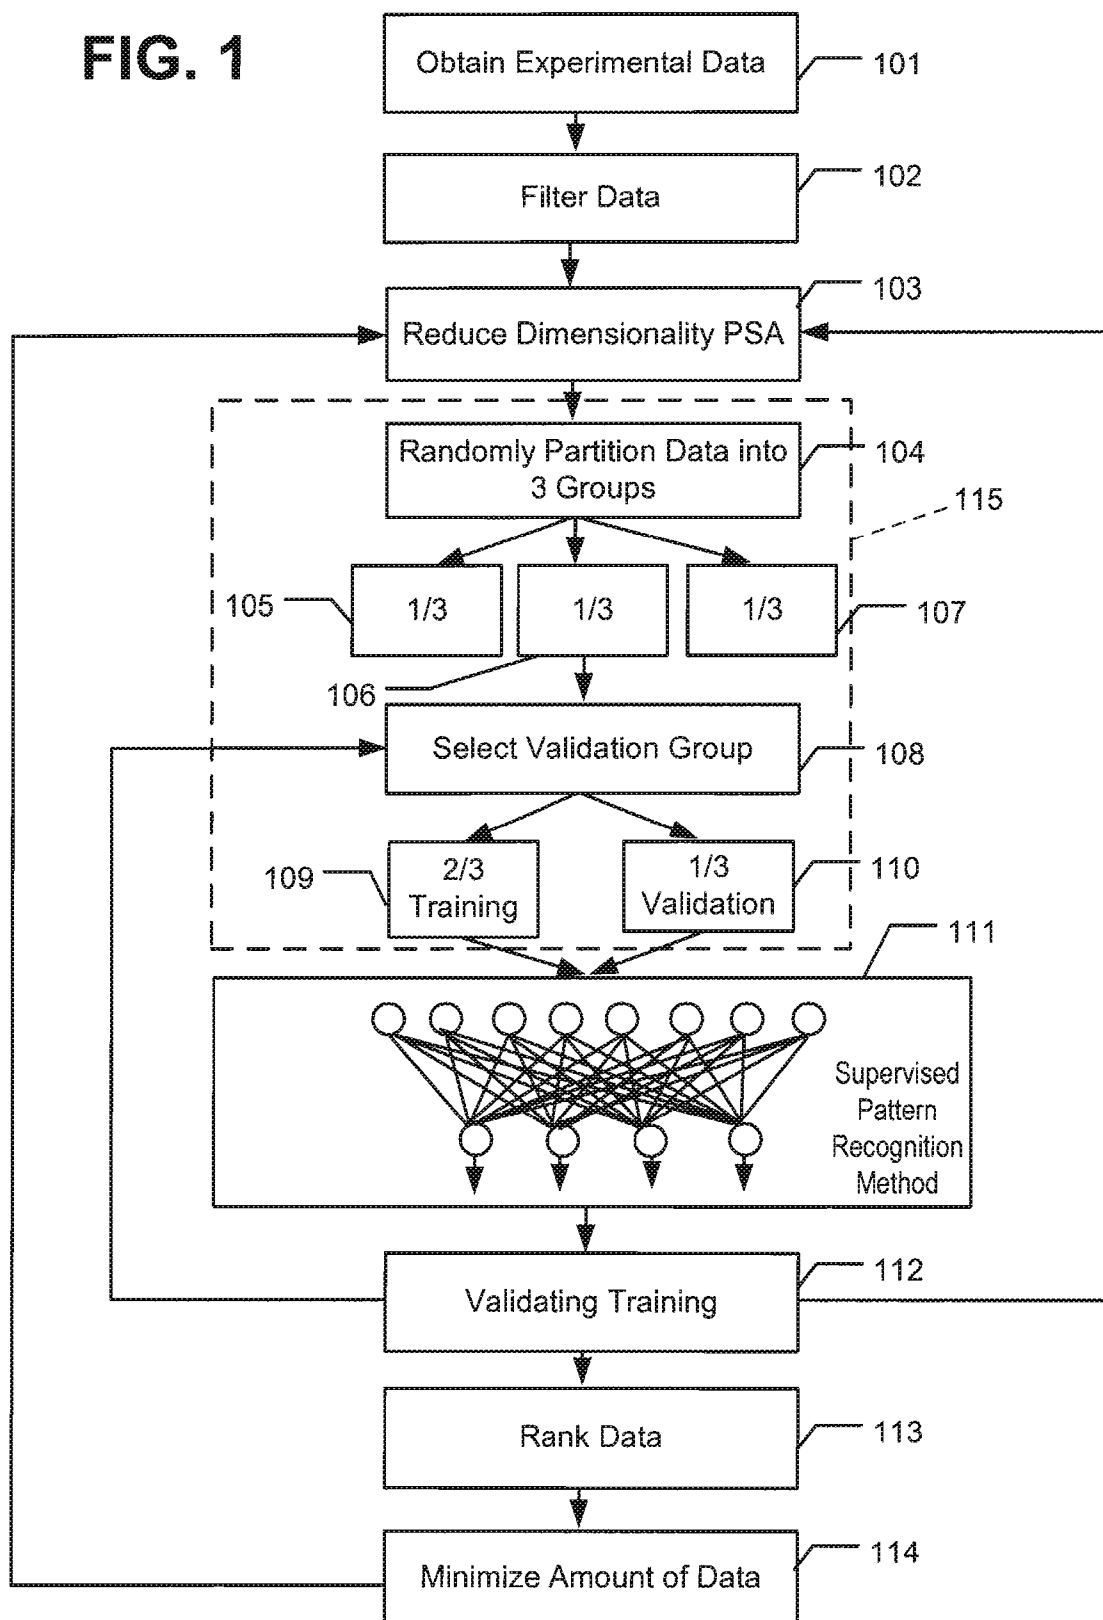 FIG. 1
Obtain Experimental Data
101
Filter Data
102
103
Reduce Dimensionality PSA
Randomly Partition Data into
3 Groups
104
115
105
1/3
1/3
1/3
107
106
Select Validation Group
108
109
2/3
Training
1/3
Validation
110
111
Supervised
Pattern
Recognition
Method
Validating Training
112
Rank Data
113
Minimize Amount of Data
114